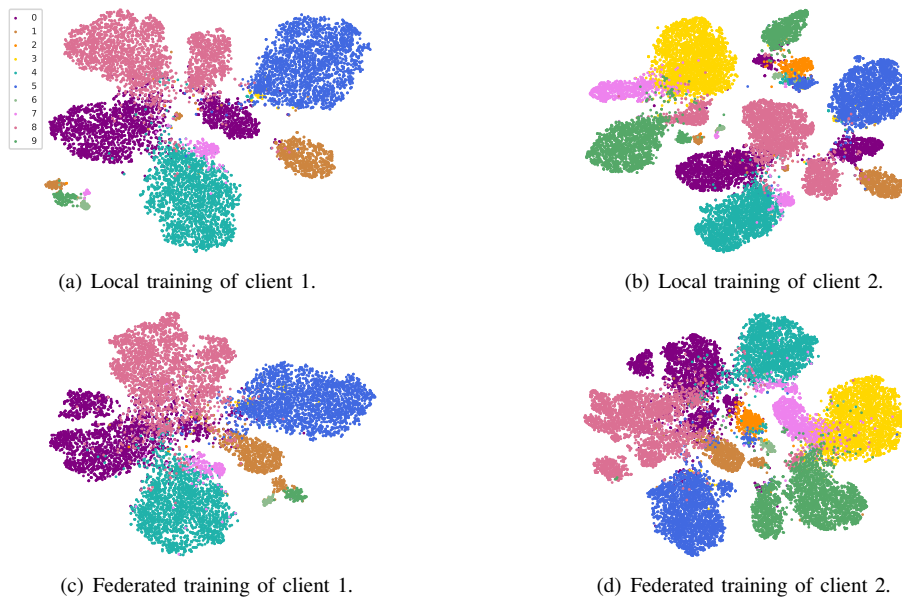 0
1
2
3
4
5
6
7
8
9
(a) Local training of client 1.
(b) Local training of client 2.
(c) Federated training of client 1.
(d) Federated training of client 2.